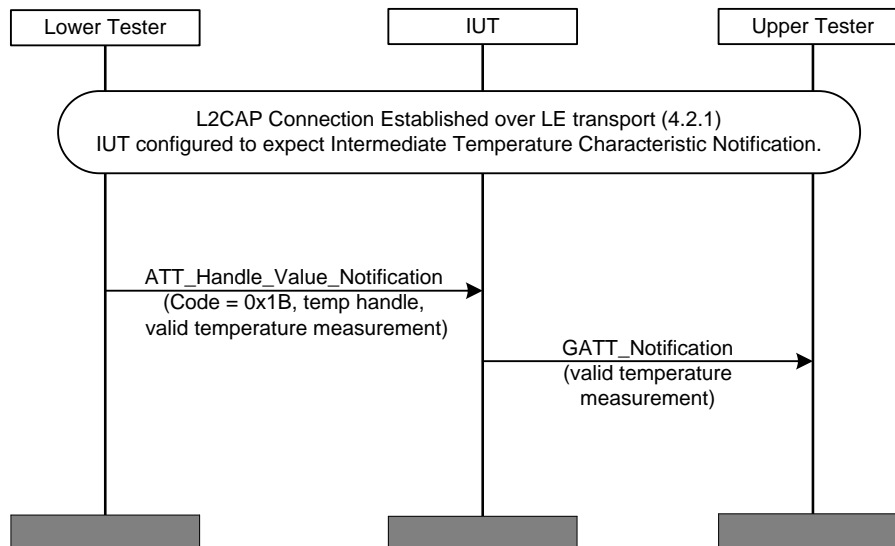 Lower Tester
IUT
Upper Tester
L2CAP Connection Established over LE transport (4.2.1)
IUT configured to expect Intermediate Temperature Characteristic Notification.
ATT_Handle_Value_Notification
(Code = 0x1B, temp handle,
valid temperature measurement)
GATT_Notification
(valid temperature
measurement)